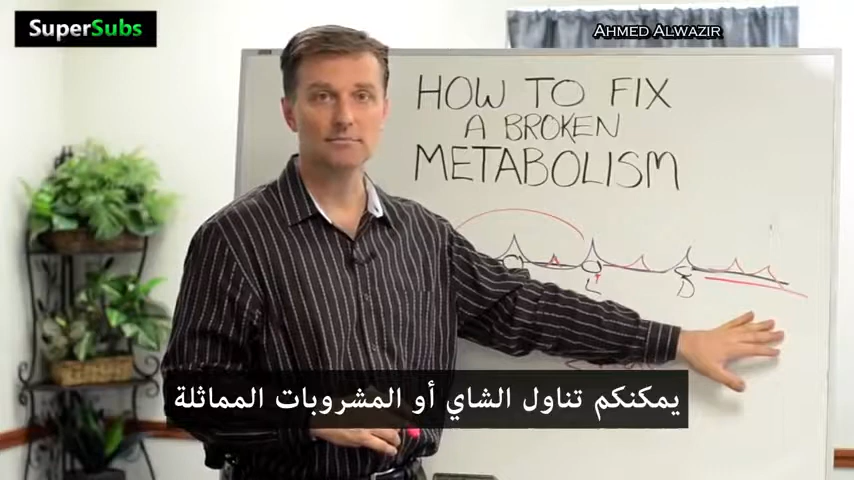 SuperSubs
AHMED ALWAZIR
HOW TO FIX
A BROKEN
METABOLISM
L
D
يمكنكم تناول الشاي أو المشروبات المماثلة